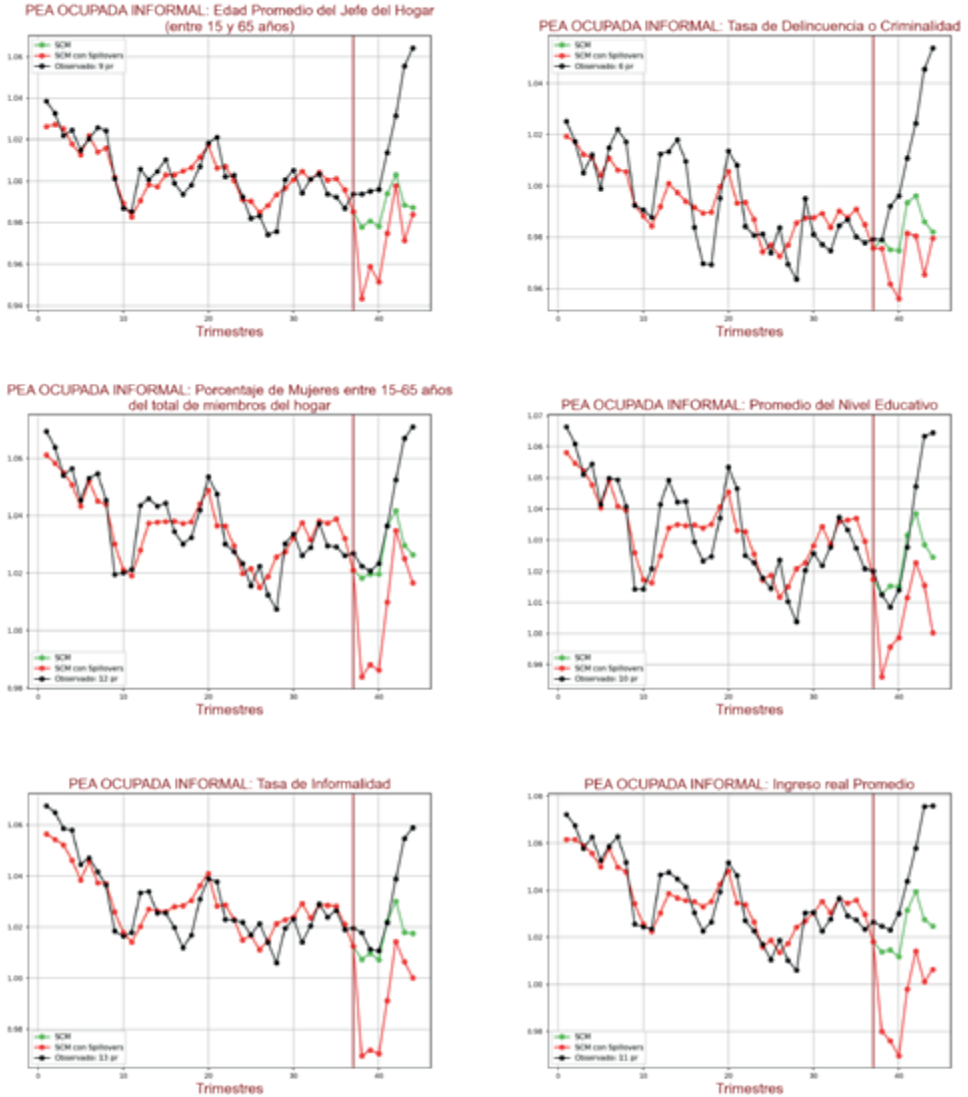 PEA OCUPADA INFORMAL: Edad Promedio del Jefe del Hogar
(entre 15 y 65 años)
SCM
SCM con Spillovers
Observado: 9 pr
1.06
1.04
1.02
1.00
0.98
0.96
0.94
0
10
20
30
40
Trimestres
PEA OCUPADA INFORMAL: Tasa de Delincuencia o Criminalidad
SCM
SCM con Spillovers
Observado: 6 pr
1.04
1.02
1.00
0.98
0.96
0
10
20
30
40
Trimestres
PEA OCUPADA INFORMAL: Porcentaje de Mujeres entre 15-65 años
del total de miembros del hogar
1.06
1.04
1.02
1.00
0.98
SCM
SCM con Spillovers
Observado: 12 pr
0
10
20
30
40
Trimestres
PEA OCUPADA INFORMAL: Promedio del Nivel Educativo
1.07
1.06
1.05
1.04
1.03
1.02
1.01
1.00
0.98
SCM
SCM con Spillovers
Observado: 10 pr
0
10
20
30
40
Trimestres
PEA OCUPADA INFORMAL: Tasa de Informalidad
1.06
1.04
1.02
1.00
0.98
SCM
SCM con Spillovers
Observado: 13 pr
0
10
20
30
40
Trimestres
PEA OCUPADA INFORMAL: Ingreso real Promedio
1.08
1.06
1.04
1.02
1.00
0.98
SCM
SCM con Spillovers
Observado: 11 pr
0
10
20
30
40
Trimestres